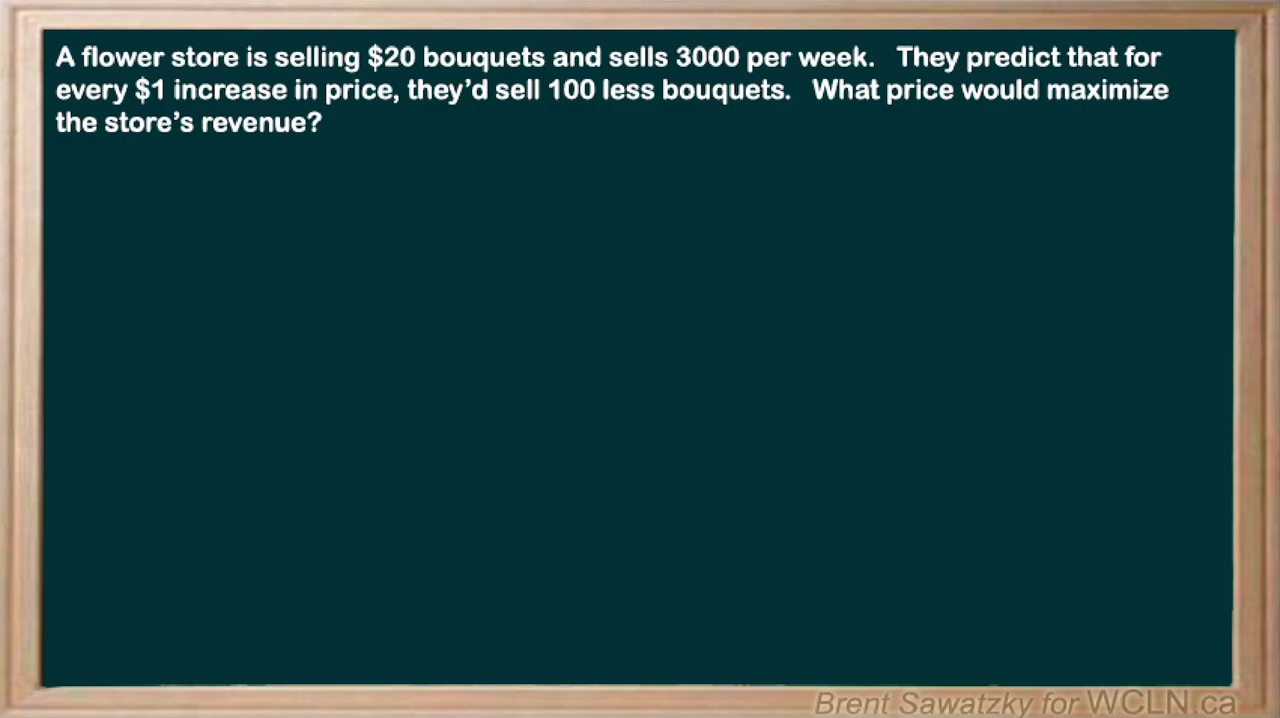 A flower store is selling $20 bouquets and sells 3000 per week. They predict that for
every $1 increase in price, they'd sell 100 less bouquets. What price would maximize
the store's revenue?
Brent Sawatzky for WCLN.ca